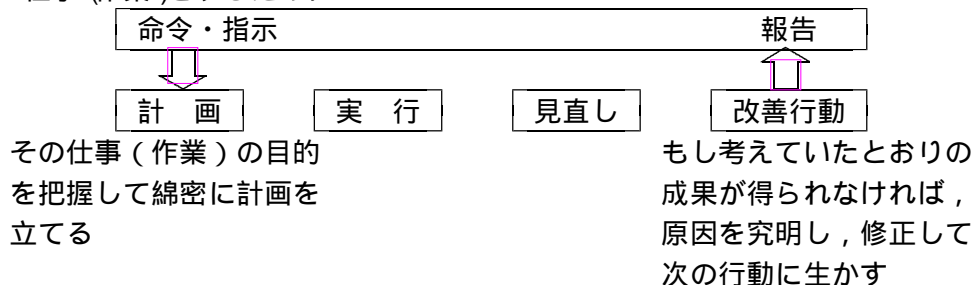 命令・指示 報告
計 画 実 行 見直し 改善行動
その仕事（作業）の目的
を把握して綿密に計画を
立てる
もし考えていたとおりの
成果が得られなければ，
原因を究明し，修正して
次の行動に生かす